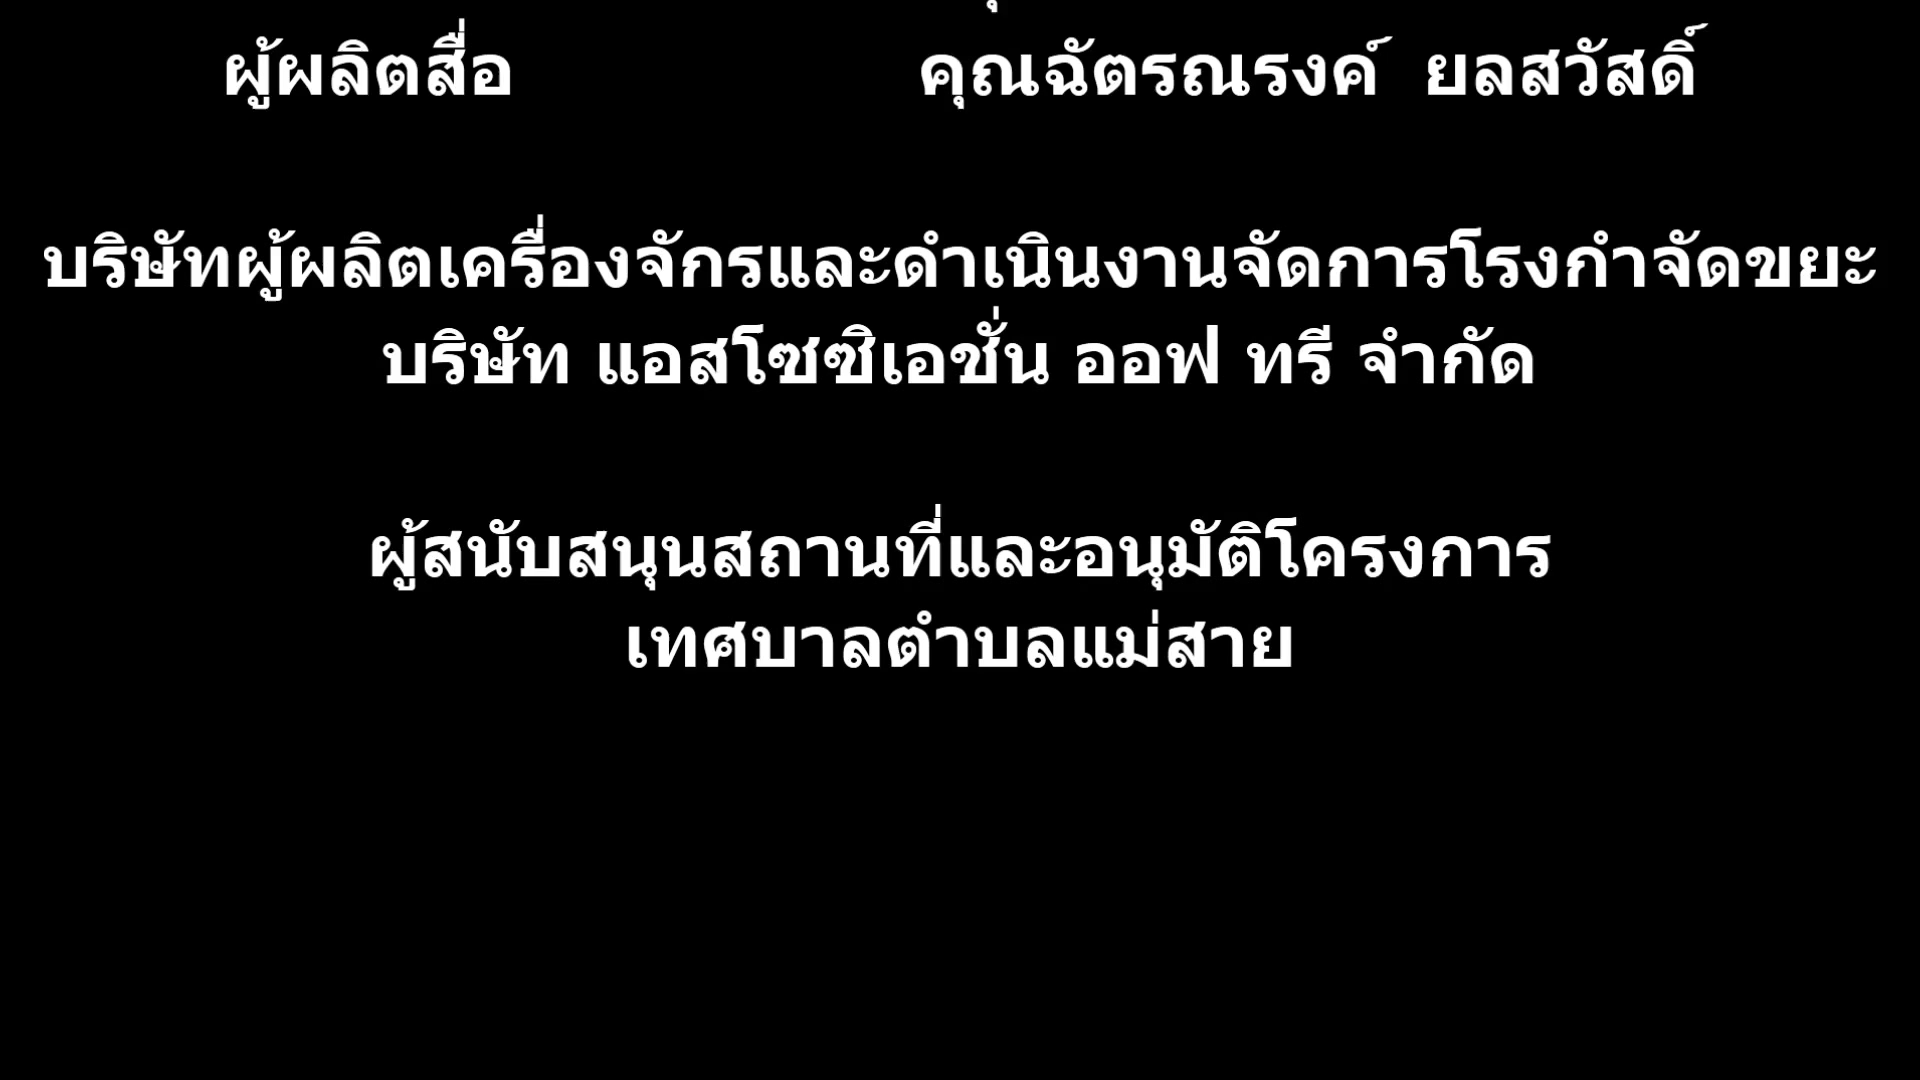 ผู้ผลิตสื่อ คุณฉัตรณรงค์ ยลสวัสดิ์
บริษัทผู้ผลิตเครื่องจักรและดำเนินงานจัดการโรงกำจัดขยะ
บริษัท แอสโซซิเอชั่น ออฟ ทรี จำกัด
ผู้สนับสนุนสถานที่และอนุมัติโครงการ
เทศบาลตำบลแม่สาย